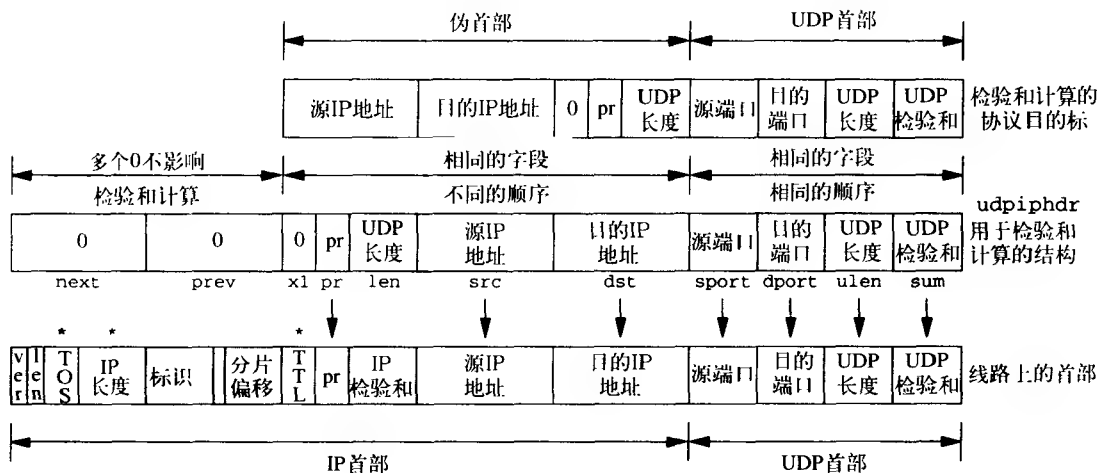 伪首部
UDP首部
源IP地址
目的IP地址
0
pr
UDP
长度
源端口
目的
端口
UDP
长度
UDP
检验和
检验和计算的
协议目的标
多个0不影响
检验和计算
相同的字段
不同的顺序
相同的字段
相同的顺序
0
0
0
pr
UDP
长度
源IP
地址
目的IP
地址
源端口
目的
端口
UDP
长度
UDP
检验和
udpiphdr
用于检验和
计算的结构
next
prev
x1
pr
len
src
dst
sport
dport
ulen
sum
*
*
*
ver
len
TOS
IP
长度
标识
分片
偏移
TTL
pr
IP
检验和
源IP
地址
目的IP
地址
源端口
目的
端口
UDP
长度
UDP
检验和
线路上的首部
IP首部
UDP首部